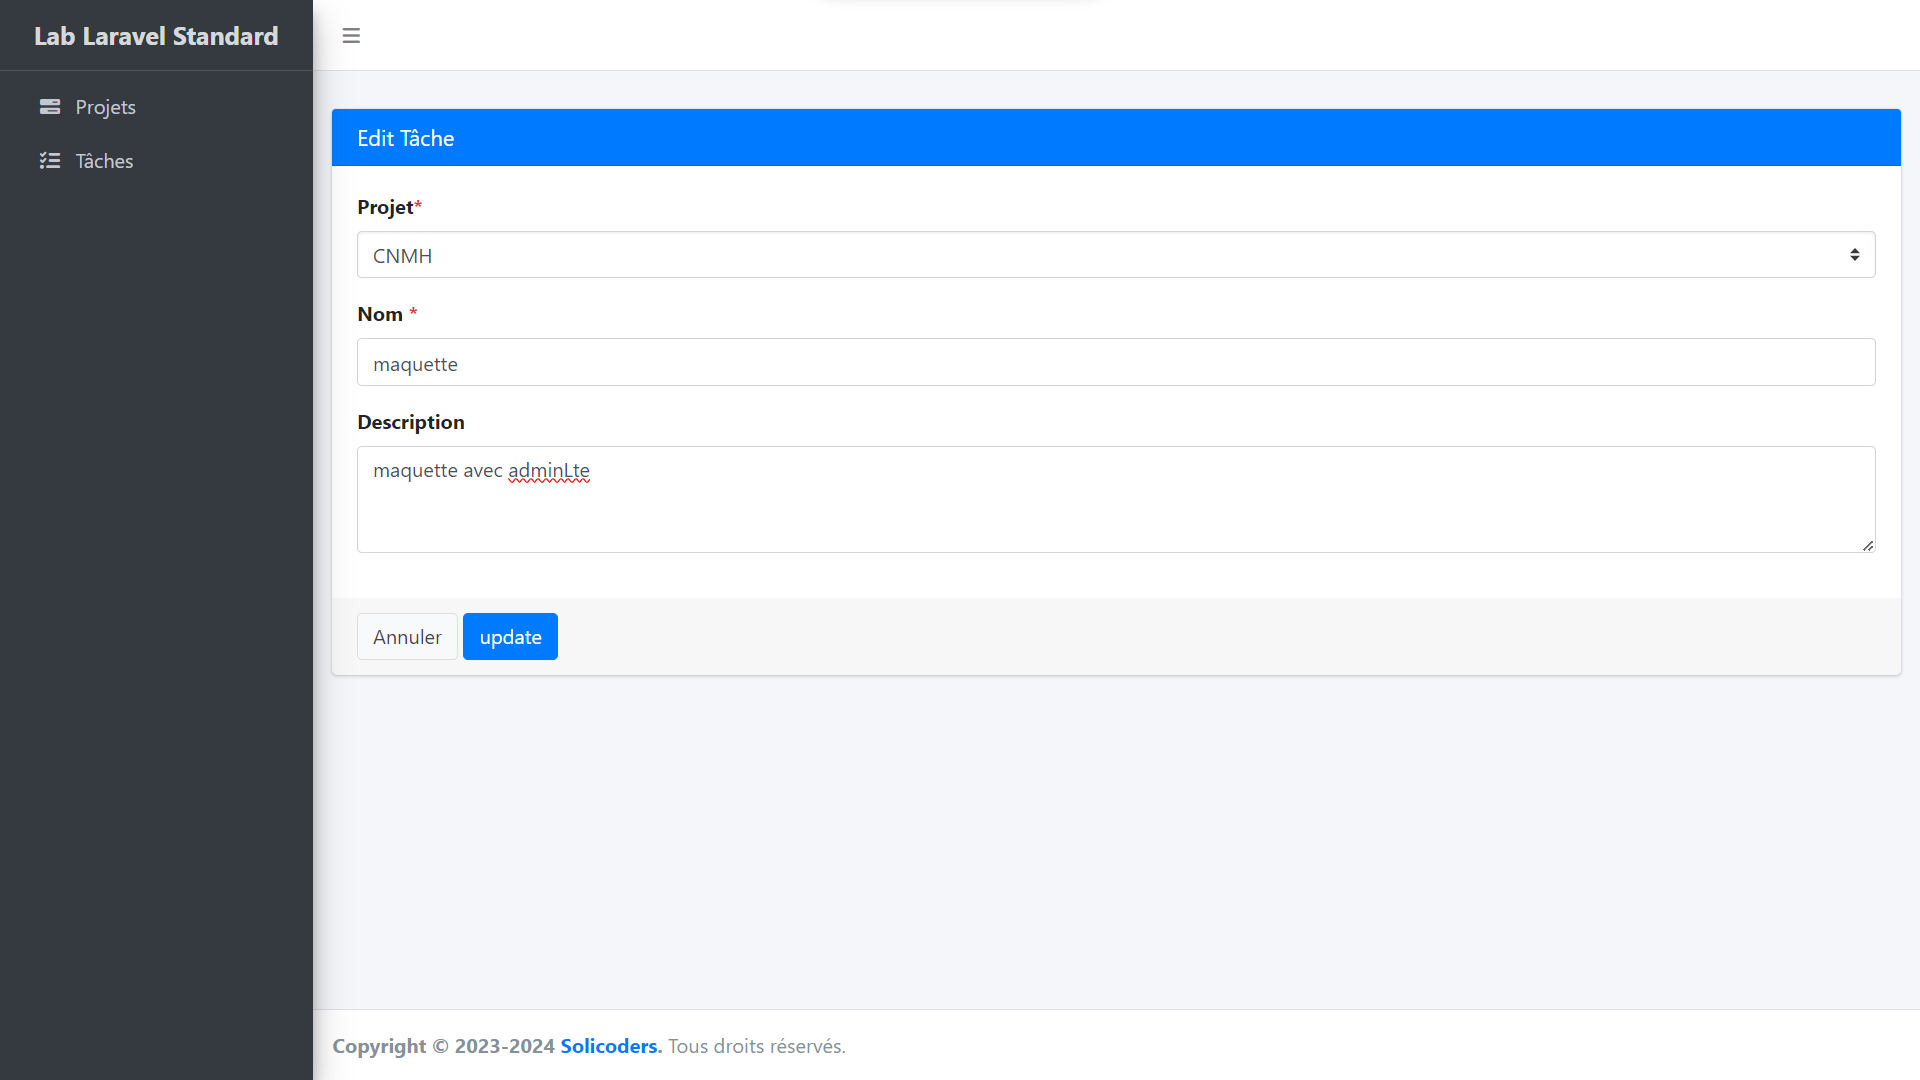 Lab Laravel Standard
Projets
Tâches
Edit Tâche
Projet*
CNMH
Nom *
maquette
Description
maquette avec adminLte
Annuler
update
Copyright © 2023-2024 Solicoders. Tous droits réservés.